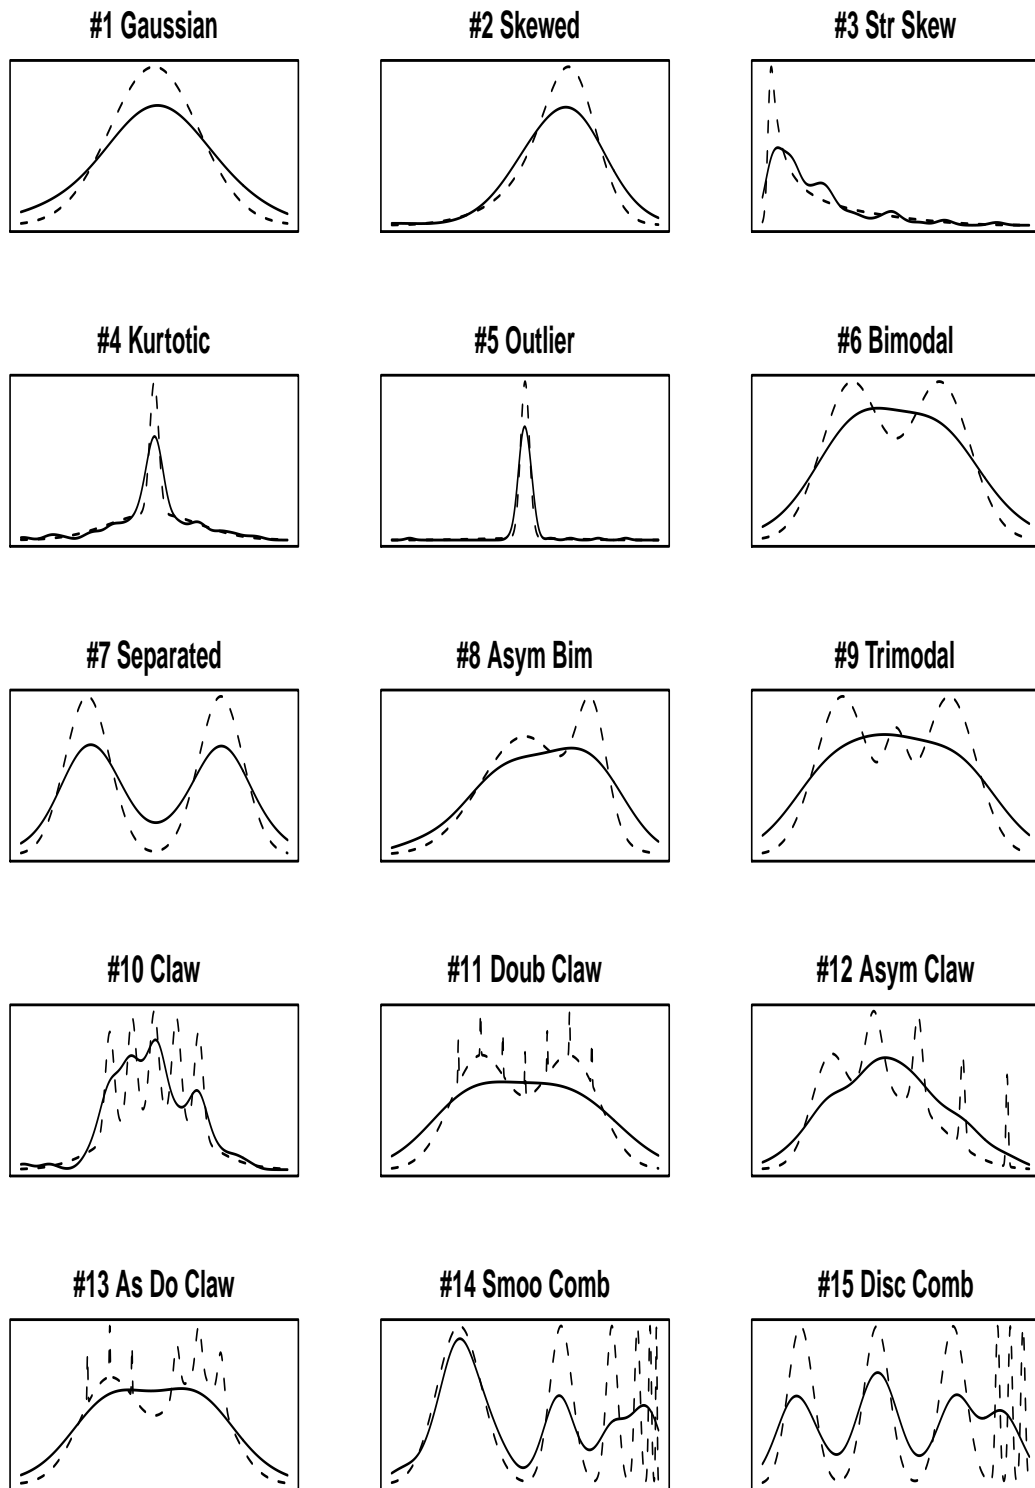 #1 Gaussian
#2 Skewed
#3 Str Skew
#4 Kurtotic
#5 Outlier
#6 Bimodal
#7 Separated
#8 Asym Bim
#9 Trimodal
#10 Claw
#11 Doub Claw
#12 Asym Claw
#13 As Do Claw
#14 Smoo Comb
#15 Disc Comb